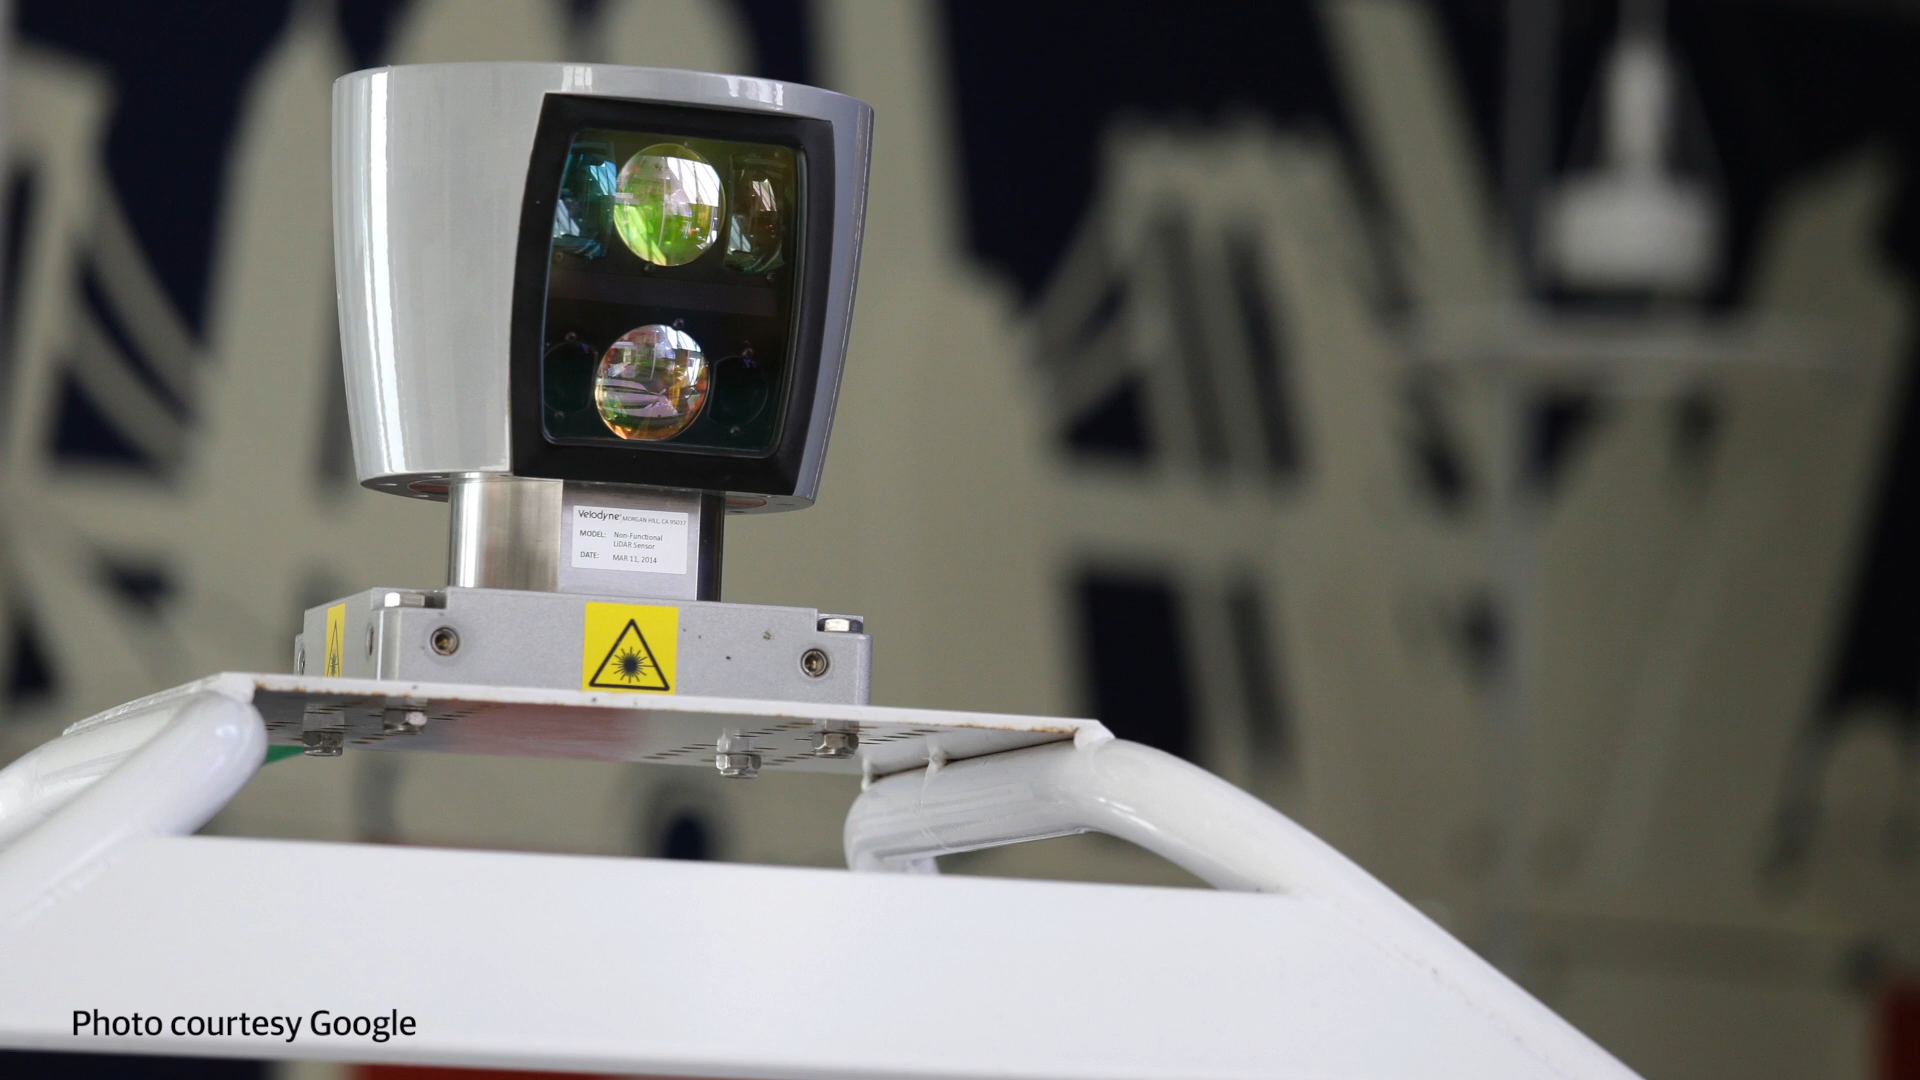 Velodyne MORGAN HILL, CA 95037
MODEL: Non-Functional
LiDAR Sensor
DATE: MAR 11, 2014
Photo courtesy Google